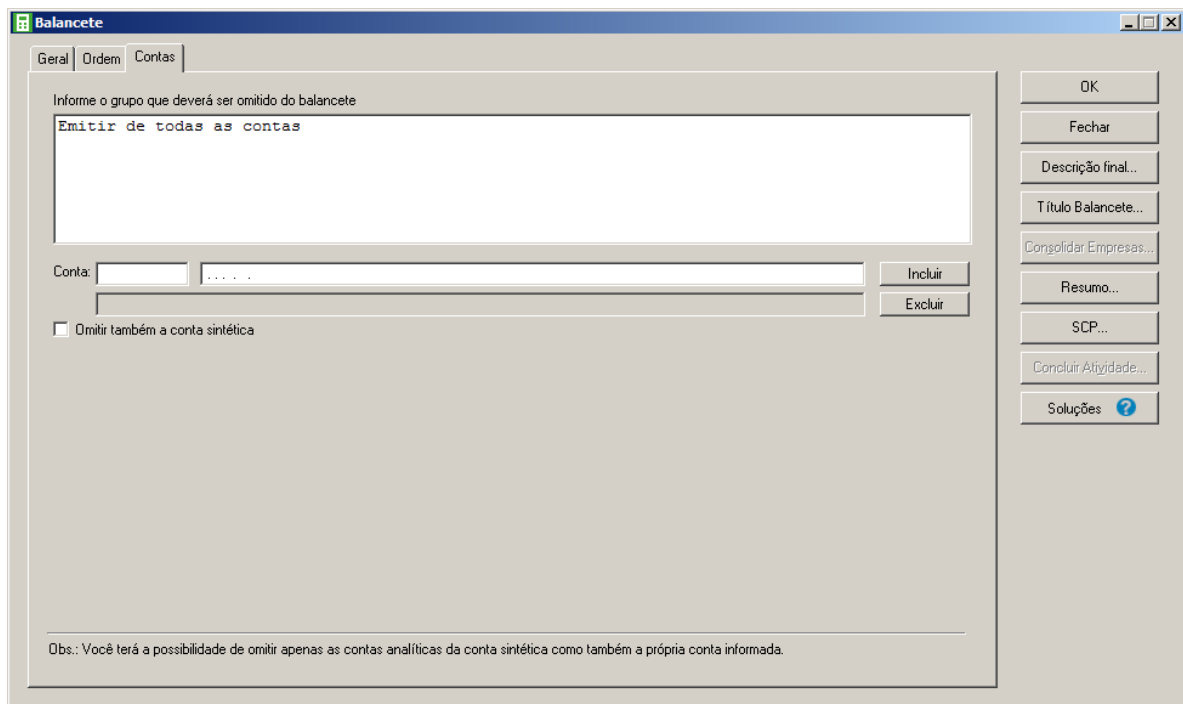 Balancete
Geral Ordem Contas
Informe o grupo que deverá ser omitido do balancete
Emitir de todas as contas
Conta: . . . . .
Incluir
Excluir
Omitir também a conta sintética
Obs.: Você terá a possibilidade de omitir apenas as contas analíticas da conta sintética como também a própria conta informada.
OK
Fechar
Descrição final...
Título Balancete...
Consolidar Empresas...
Resumo...
SCP...
Concluir Atividade...
Soluções ?